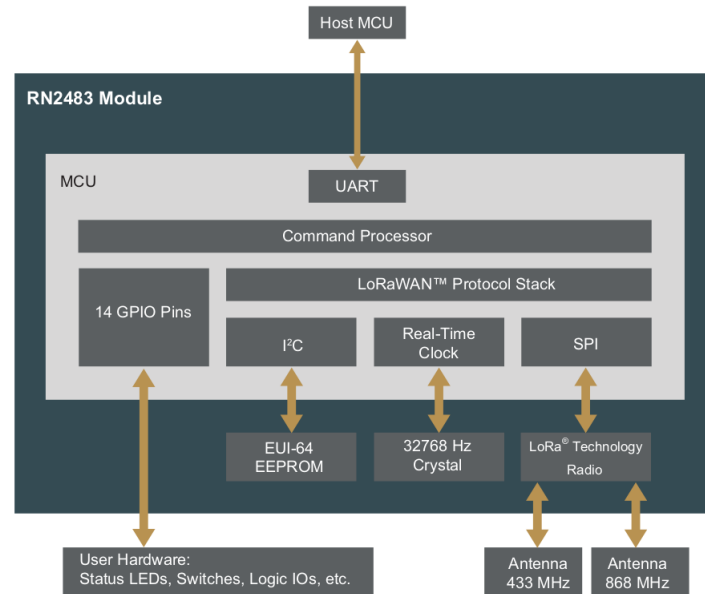 Host MCU
RN2483 Module
MCU
UART
Command Processor
14 GPIO Pins
LoRaWAN™ Protocol Stack
I²C
Real-Time
Clock
SPI
EUI-64
EEPROM
32768 Hz
Crystal
LoRa® Technology
Radio
User Hardware:
Status LEDs, Switches, Logic IOs, etc.
Antenna
433 MHz
Antenna
868 MHz